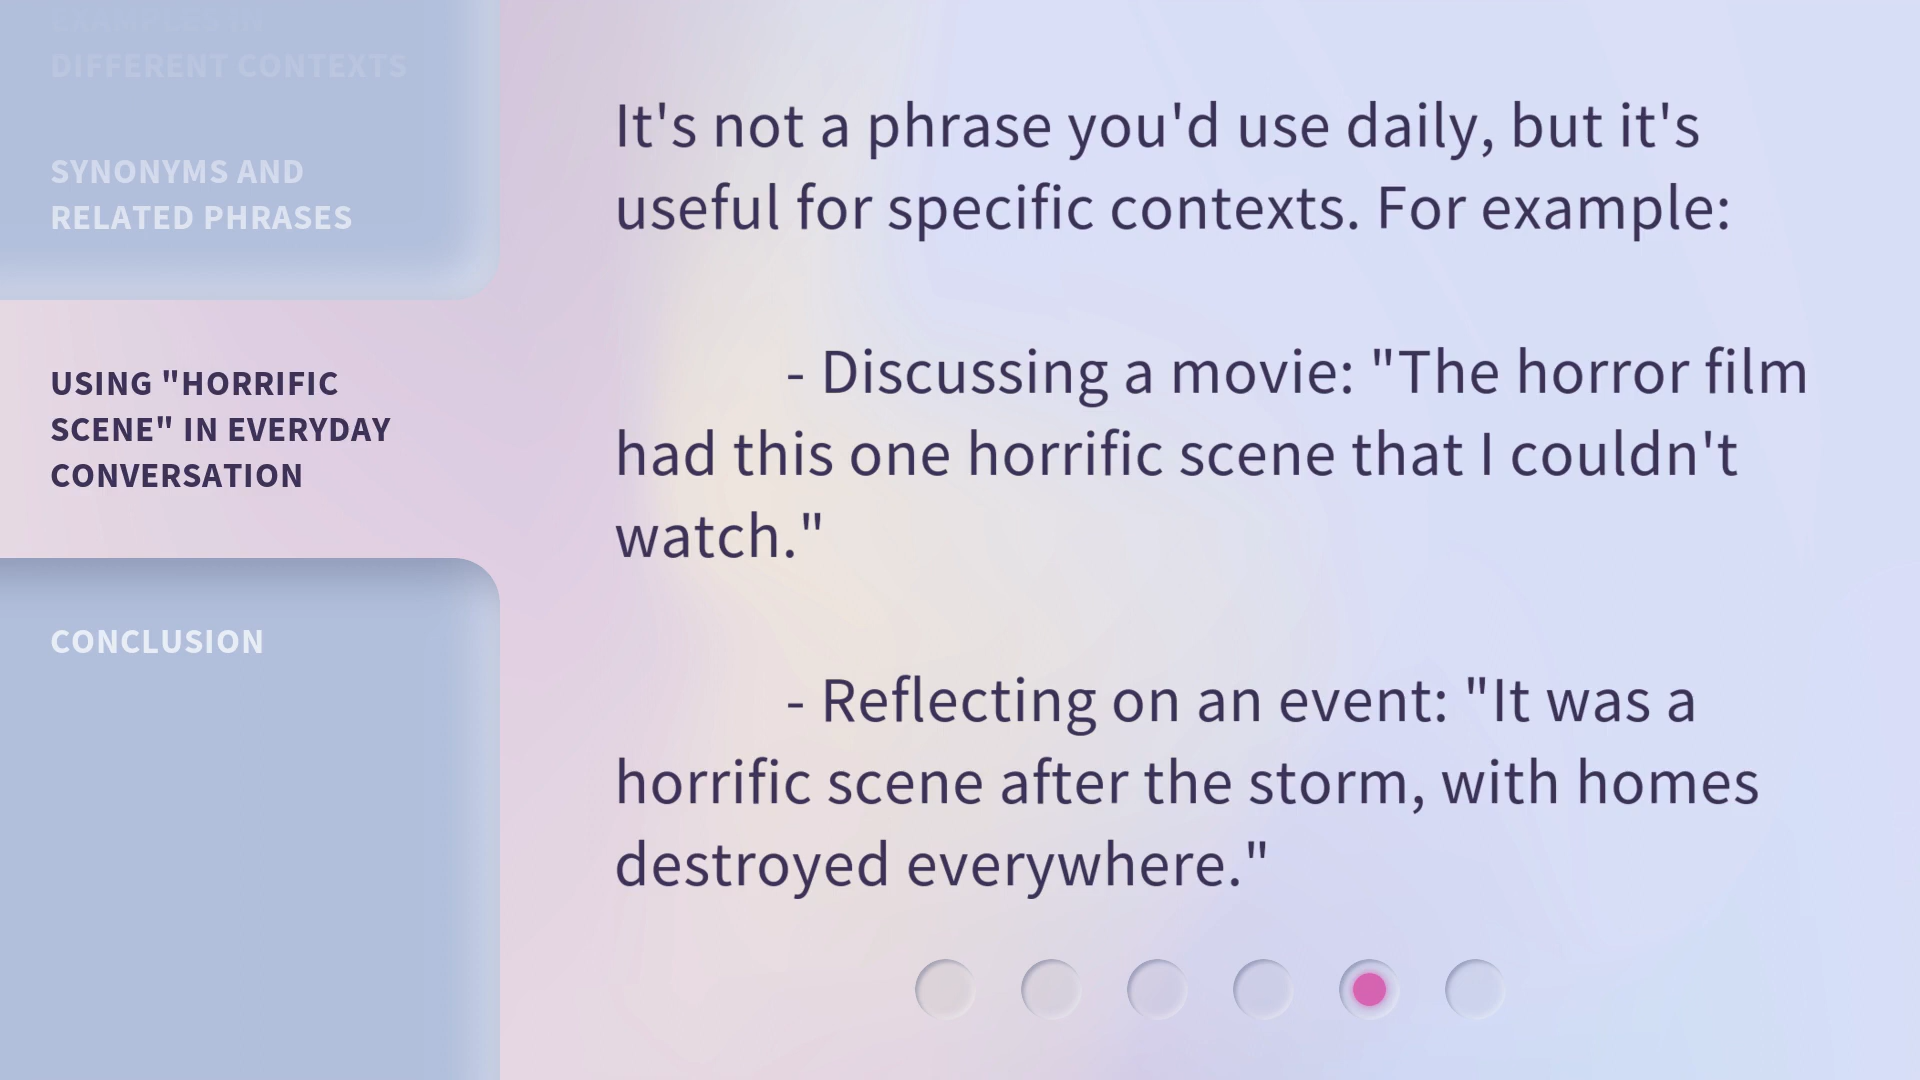 EXAMPLES IN
DIFFERENT CONTEXTS
SYNONYMS AND
RELATED PHRASES
USING "HORRIFIC
SCENE" IN EVERYDAY
CONVERSATION
CONCLUSION
It's not a phrase you'd use daily, but it's
useful for specific contexts. For example:
- Discussing a movie: "The horror film
had this one horrific scene that I couldn't
watch."
- Reflecting on an event: "It was a
horrific scene after the storm, with homes
destroyed everywhere."